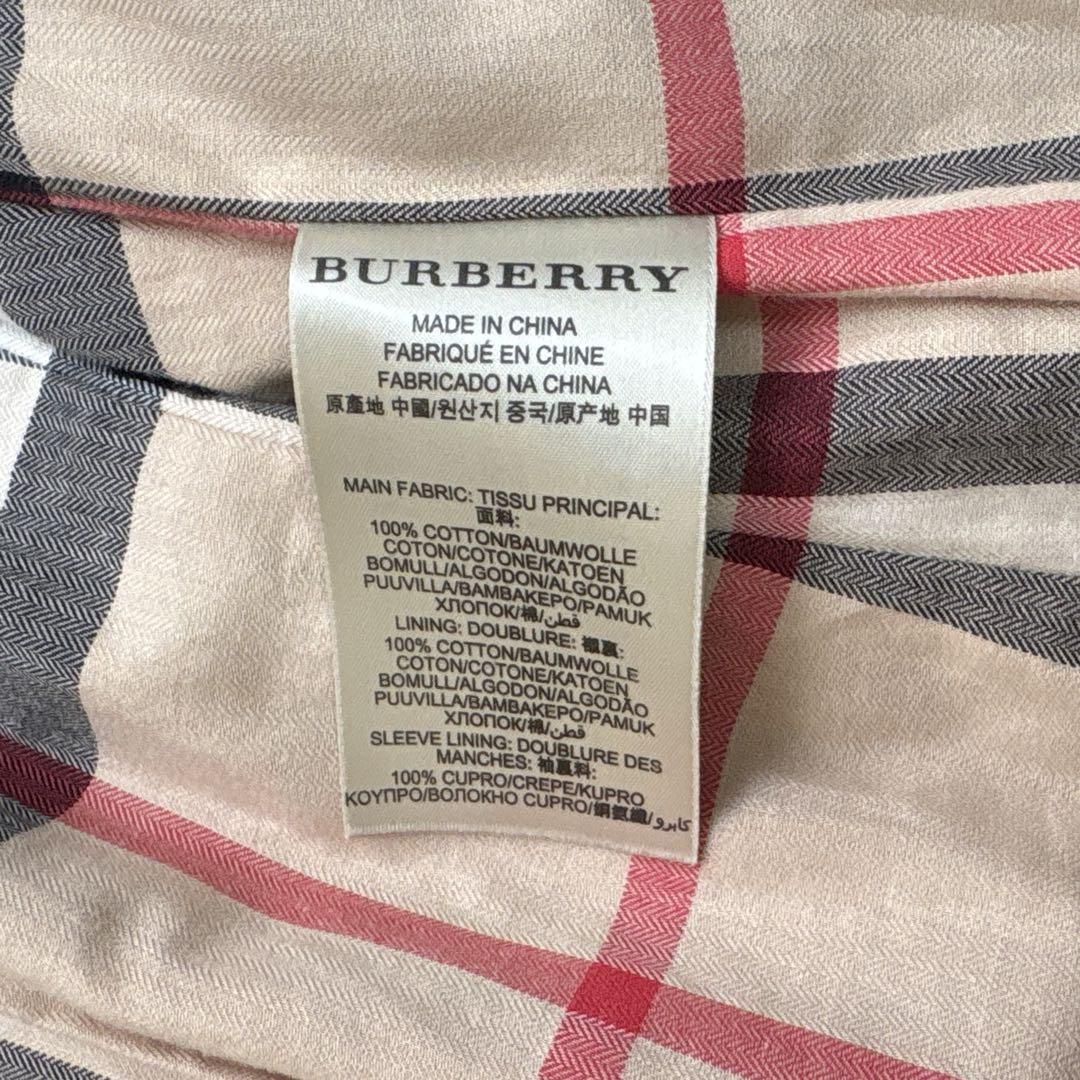 BURBERRY
MADE IN CHINA
FABRIQUÉ EN CHINE
FABRICADO NA CHINA
原產地 中國/원산지 중국/原产地 中国
MAIN FABRIC: TISSU PRINCIPAL:
面料:
100% COTTON/BAUMWOLLE
COTON/COTONE/KATOEN
BOMULL/ALGODON/ALGODÃO
PUUVILLA/ΒΑΜΒΑΚΕΡΟ/PAMUK
ХЛОПОК/棉/قطن
LINING: DOUBLURE: 襯裏:
100% COTTON/BAUMWOLLE
COTON/COTONE/KATOEN
BOMULL/ALGODON/ALGODÃO
PUUVILLA/ΒΑΜΒΑΚΕΡΟ/PAMUK
ХЛОПОК/棉/قطن
SLEEVE LINING: DOUBLURE DES
MANCHES: 袖裏料:
100% CUPRO/CREPE/KUPRO
ΚΟΥΠΡΟ/ВОЛОКНО CUPRO/銅氨纖/كابرو